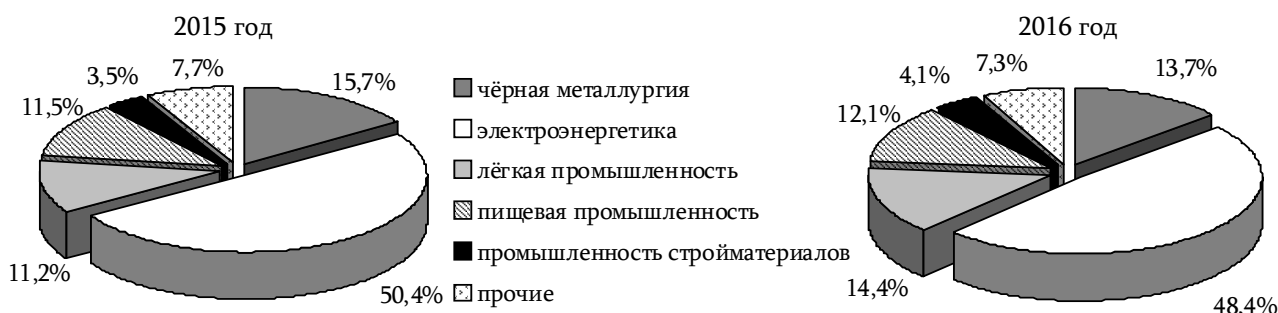 2015 год
3,5%
7,7%
15,7%
11,5%
11,2%
50,4%
чёрная металлургия
электроэнергетика
лёгкая промышленность
пищевая промышленность
промышленность стройматериалов
прочие
2016 год
4,1%
7,3%
13,7%
12,1%
14,4%
48,4%